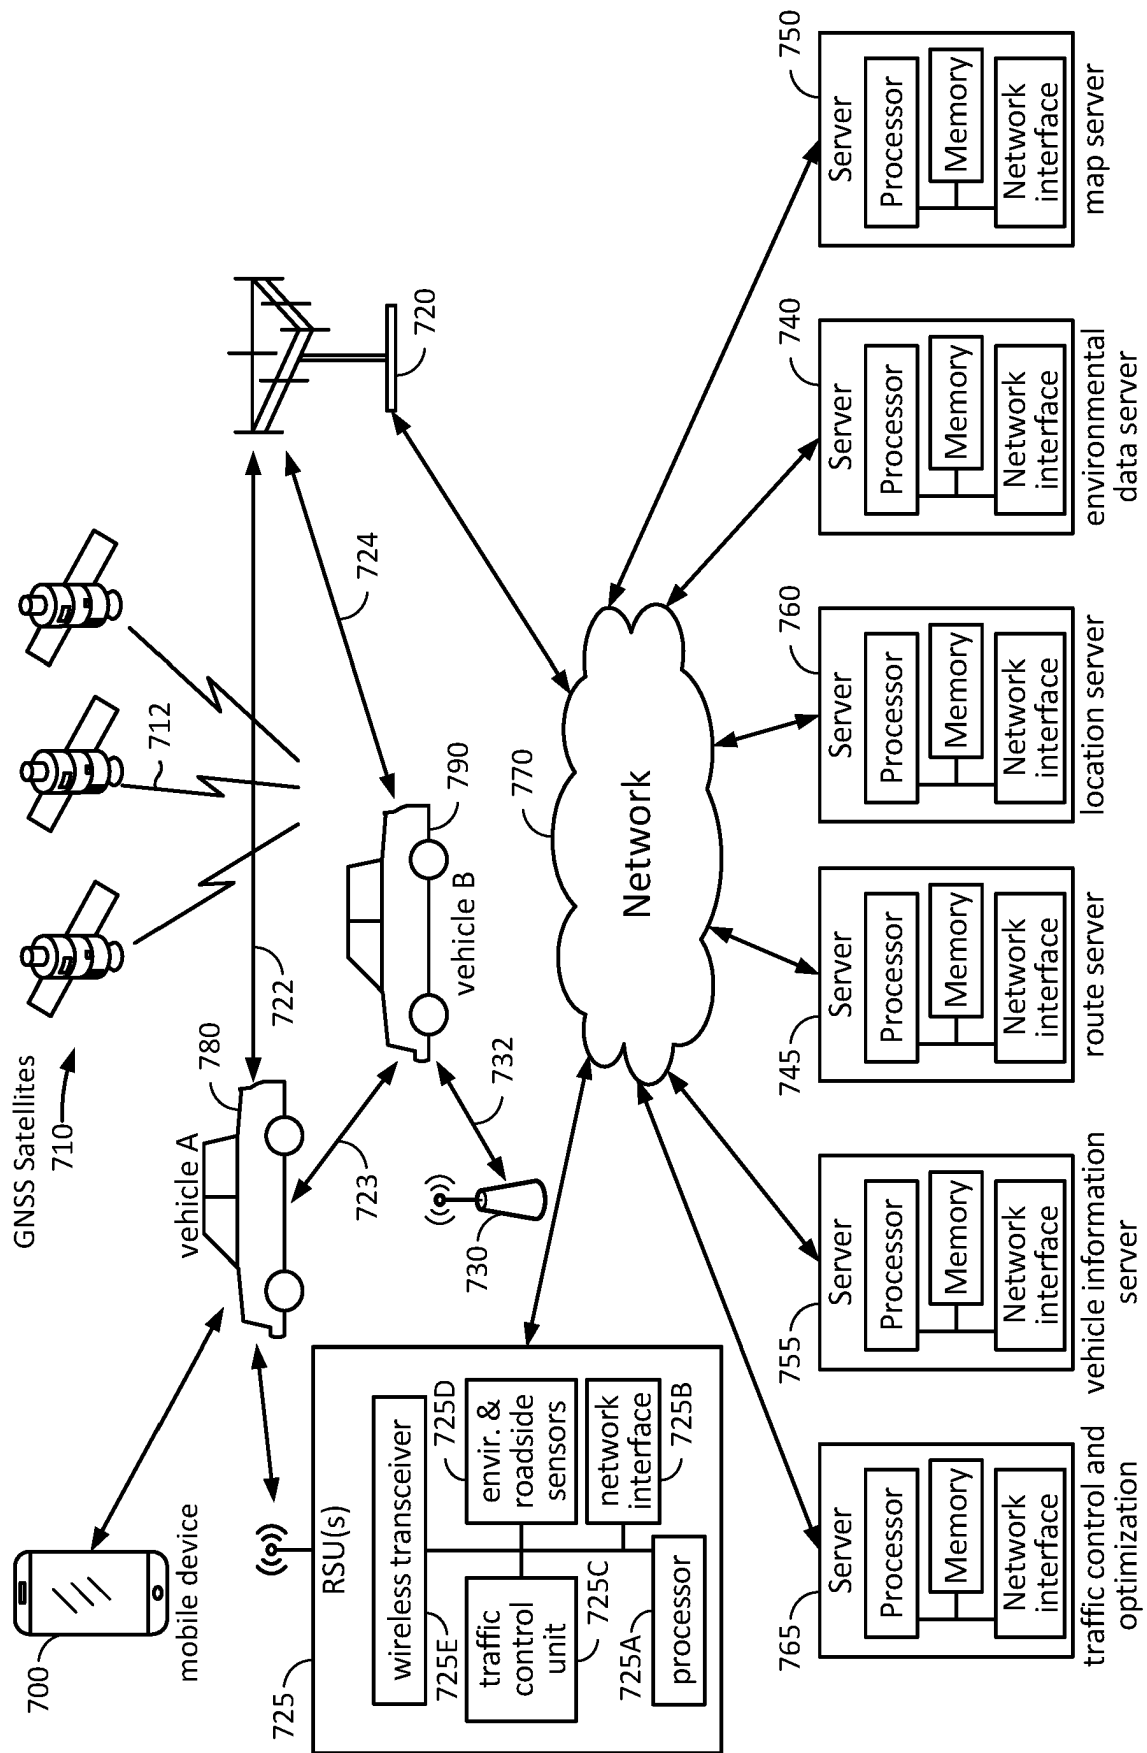 GNSS Satellites
710
712
700
mobile device
vehicle A
780
722
724
720
723
vehicle B
790
732
730
725
RSU(s)
wireless transceiver
725E
725D
envir. &
roadside
sensors
traffic
control
unit
725C
network
interface
725B
725A
processor
770
Network
765
Server
Processor
Memory
Network
interface
traffic control and
optimization
755
Server
Processor
Memory
Network
interface
vehicle information
server
745
Server
Processor
Memory
Network
interface
route server
760
Server
Processor
Memory
Network
interface
location server
740
Server
Processor
Memory
Network
interface
environmental
data server
750
Server
Processor
Memory
Network
interface
map server